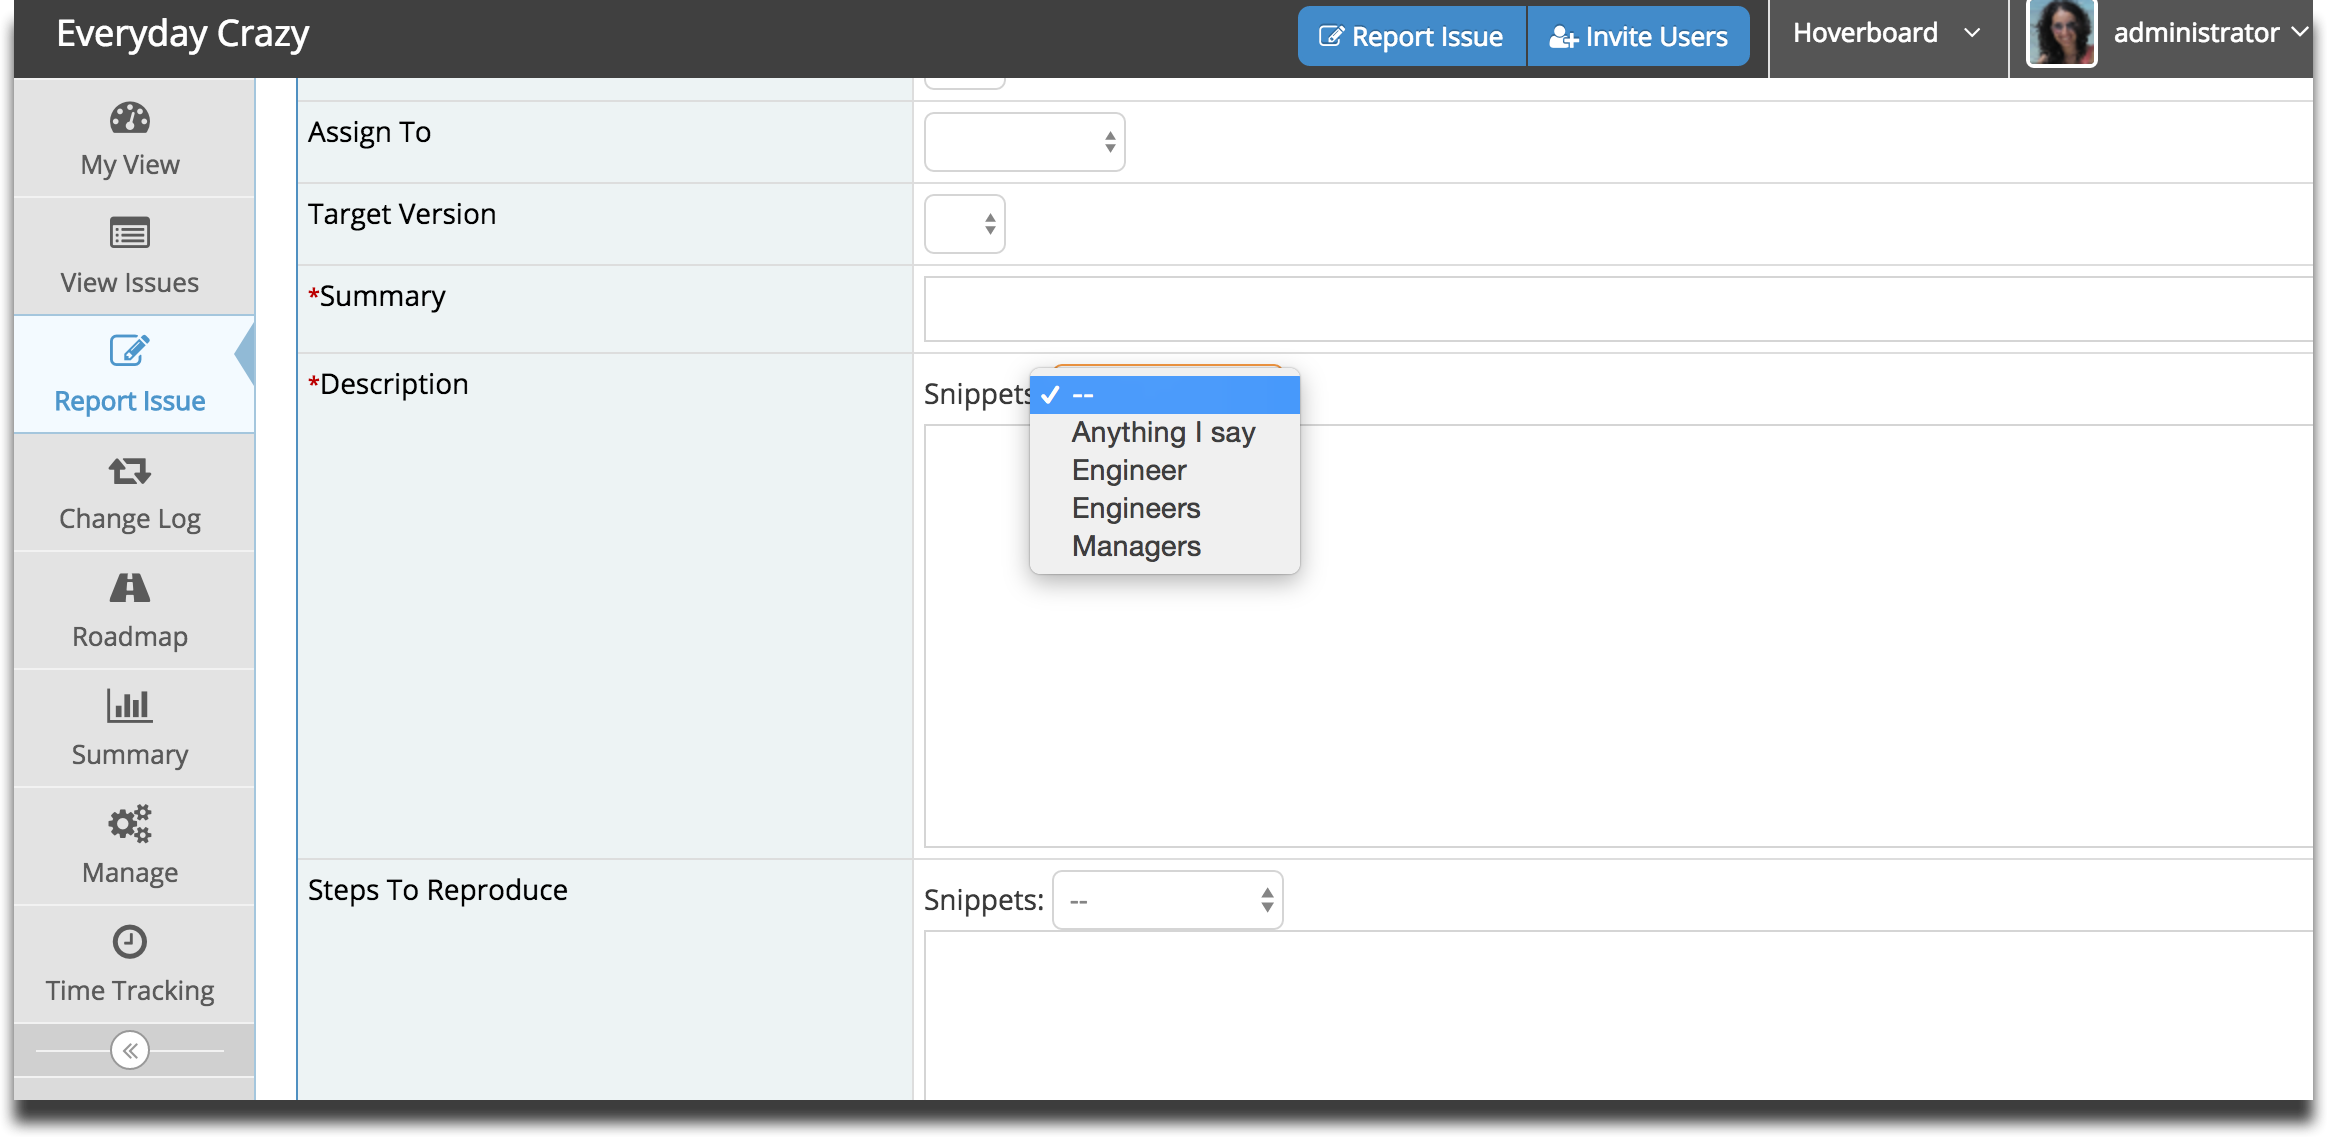 Everyday Crazy
Report Issue
Invite Users
Hoverboard
administrator
My View
View Issues
Report Issue
Change Log
Roadmap
Summary
Manage
Time Tracking
Assign To
Target Version
*Summary
*Description
Snippets
--
Anything I say
Engineer
Engineers
Managers
Steps To Reproduce
Snippets:
--